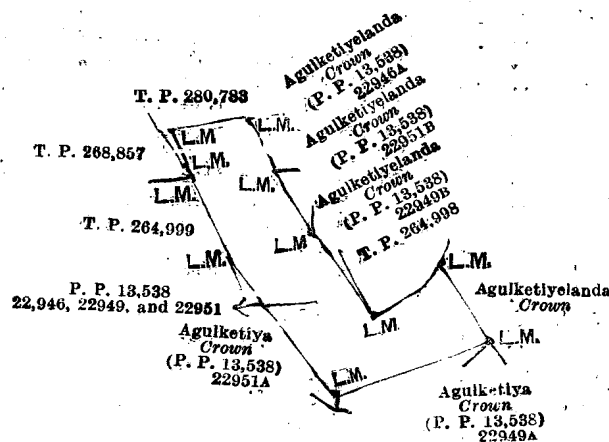 Agulketiyelanda
Crown
(P. P. 13,538)
22946A
T. P. 280,783
Agulketiyelanda
Crown
(P. P. 13,538)
22951B
L.M.
L.M.
T. P. 268,857
L.M.
L.M.
L.M.
Agulketiyelanda
Crown
(P. P. 13,538)
22949B
T. P. 264,999
L.M
T. P. 264,998
L.M.
L.M.
P. P. 13,538
22,946, 22949, and 22951
Agulketiyelanda
Crown
L.M
Agulketiya
Crown
(P. P. 13,538)
22951A
L.M.
L.M.
Agulketiya
Crown
(P. P. 13,538)
22949A